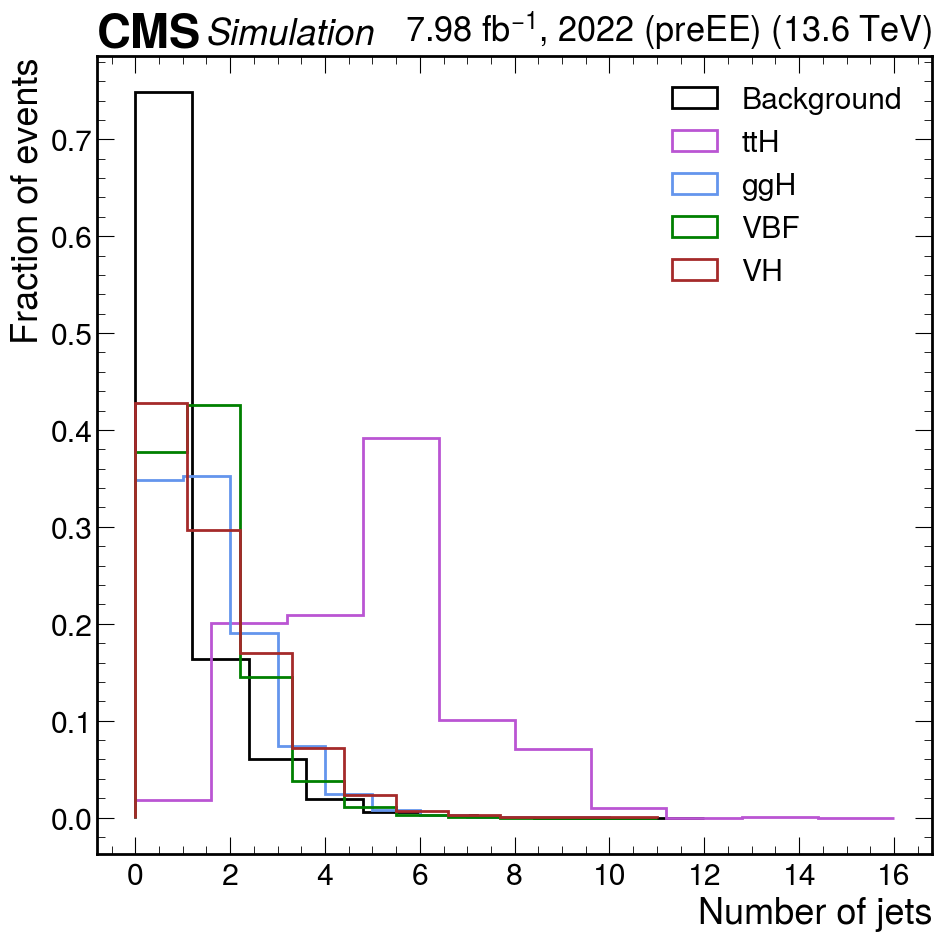 CMS Simulation 7.98 fb⁻¹, 2022 (preEE) (13.6 TeV)
Fraction of events
0.7
0.6
0.5
0.4
0.3
0.2
0.1
0.0
Background
ttH
ggH
VBF
VH
0 2 4 6 8 10 12 14 16
Number of jets